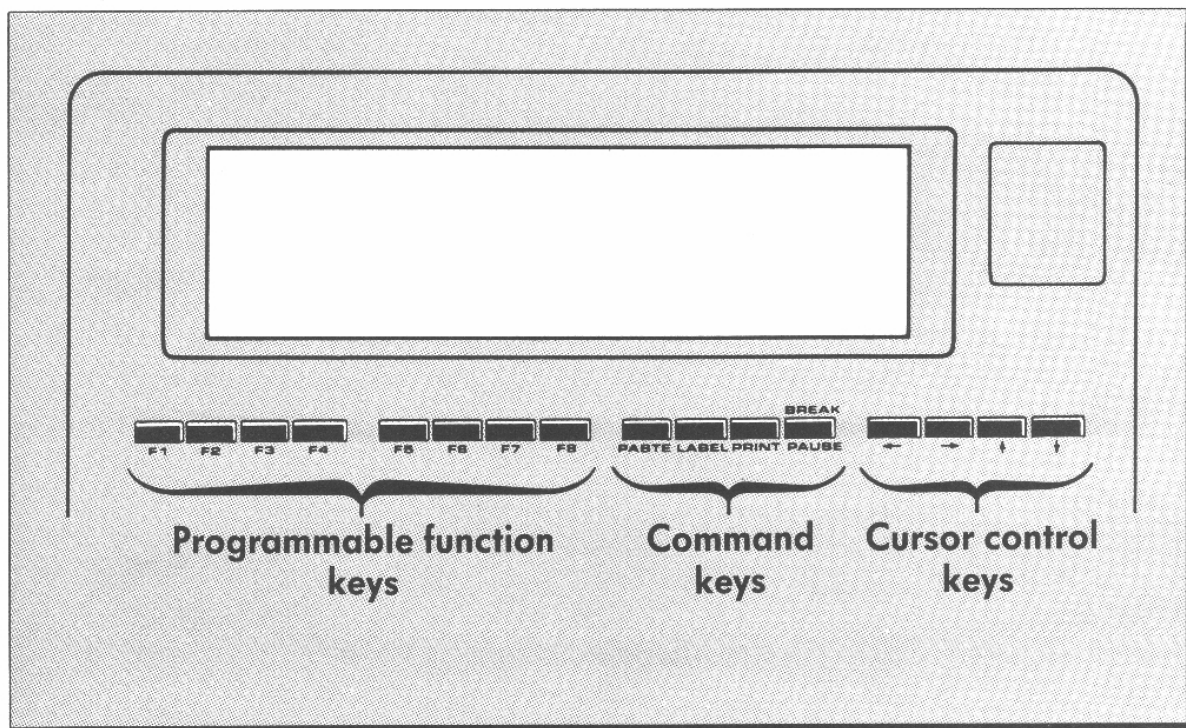 BREAK
F1 F2 F3 F4 F5 F6 F7 F8 PASTE LABEL PRINT PAUSE ← → ↑ ↓
Programmable function keys
Command keys
Cursor control keys